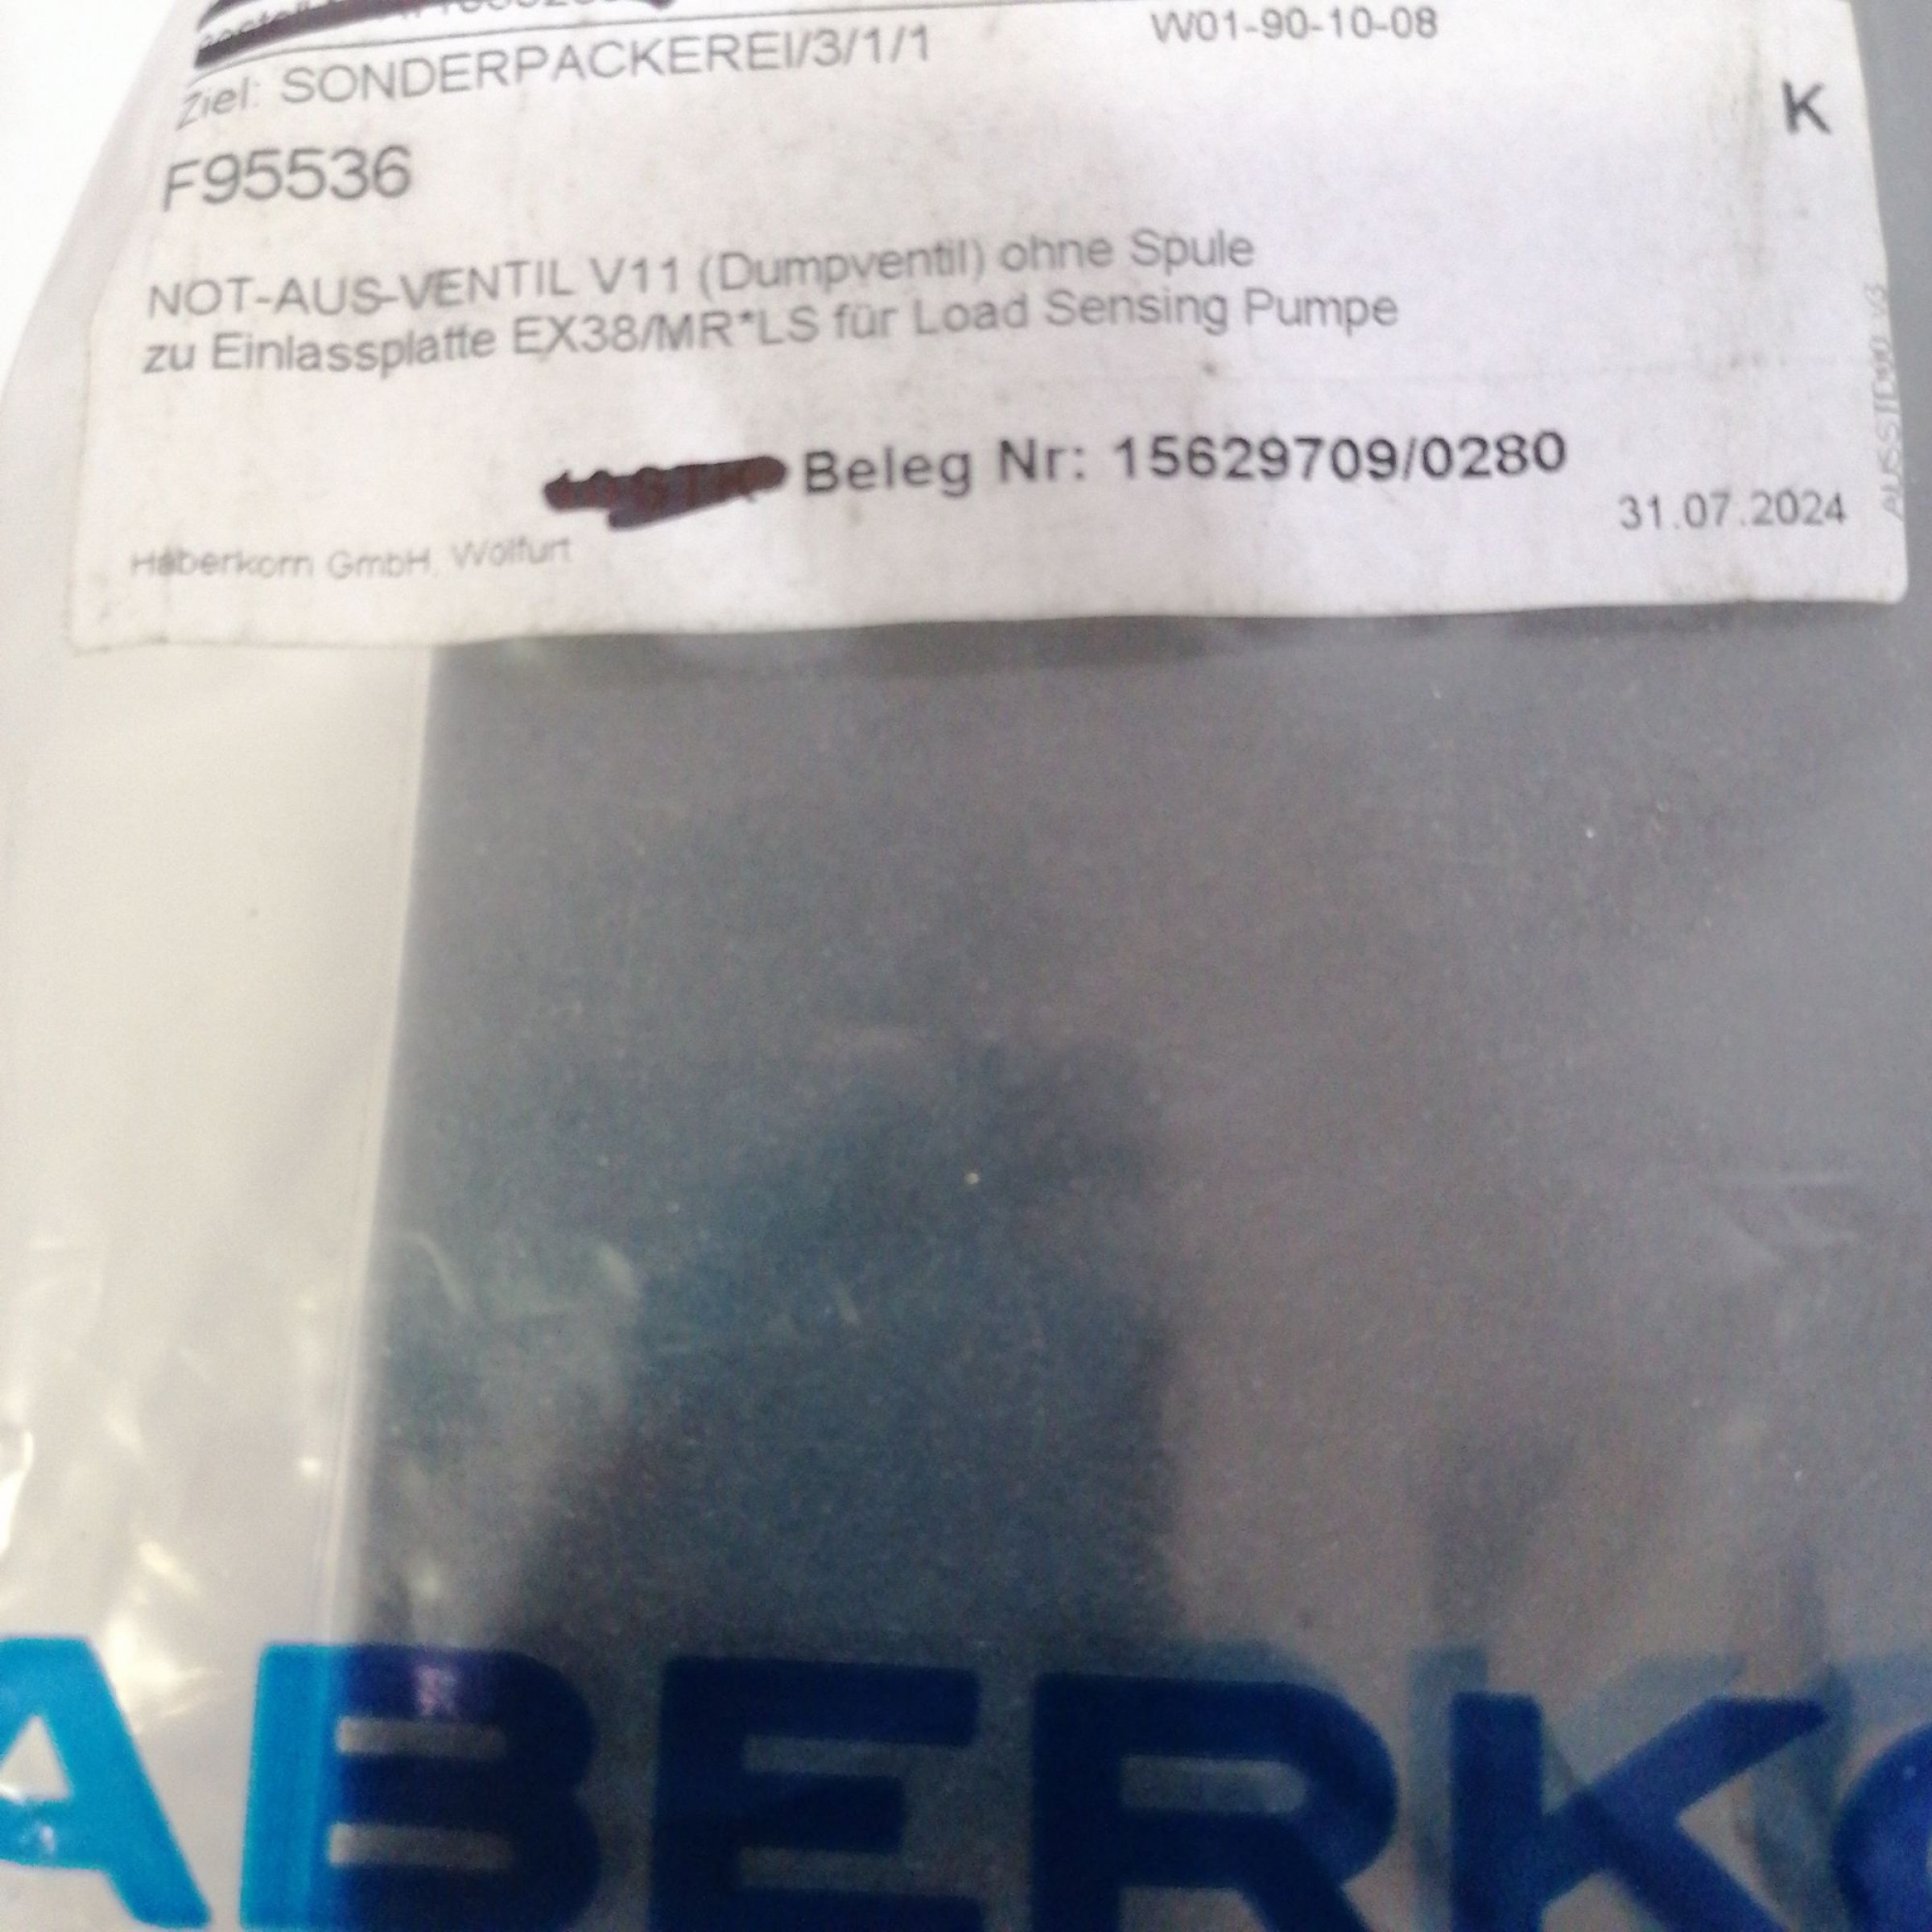 W01-90-10-08
Ziel: SONDERPACKEREI/3/1/1
K
F95536
NOT-AUS-VENTIL V11 (Dumpventil) ohne Spule
zu Einlassplatte EX38/MR*LS für Load Sensing Pumpe
Beleg Nr: 15629709/0280
31.07.2024
Haberkorn GmbH, Wolfurt
ABERK